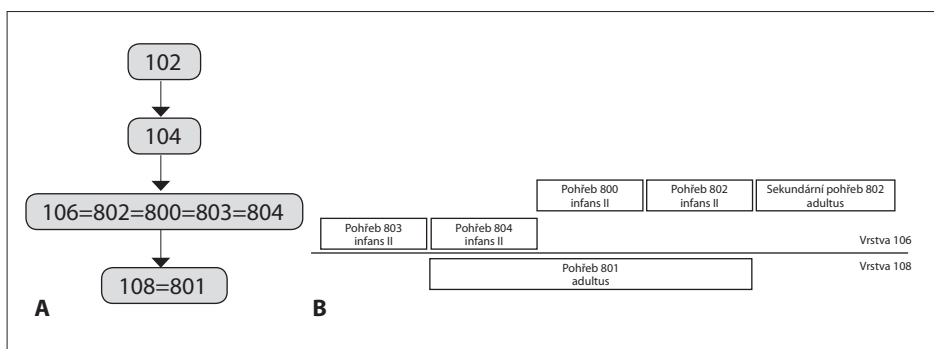 102
104
106=802=800=803=804
108=801
A
Pohřeb 800
infans II
Pohřeb 802
infans II
Sekundární pohřeb 802
adultus
Pohřeb 803
infans II
Pohřeb 804
infans II
Vrstva 106
Pohřeb 801
adultus
Vrstva 108
B